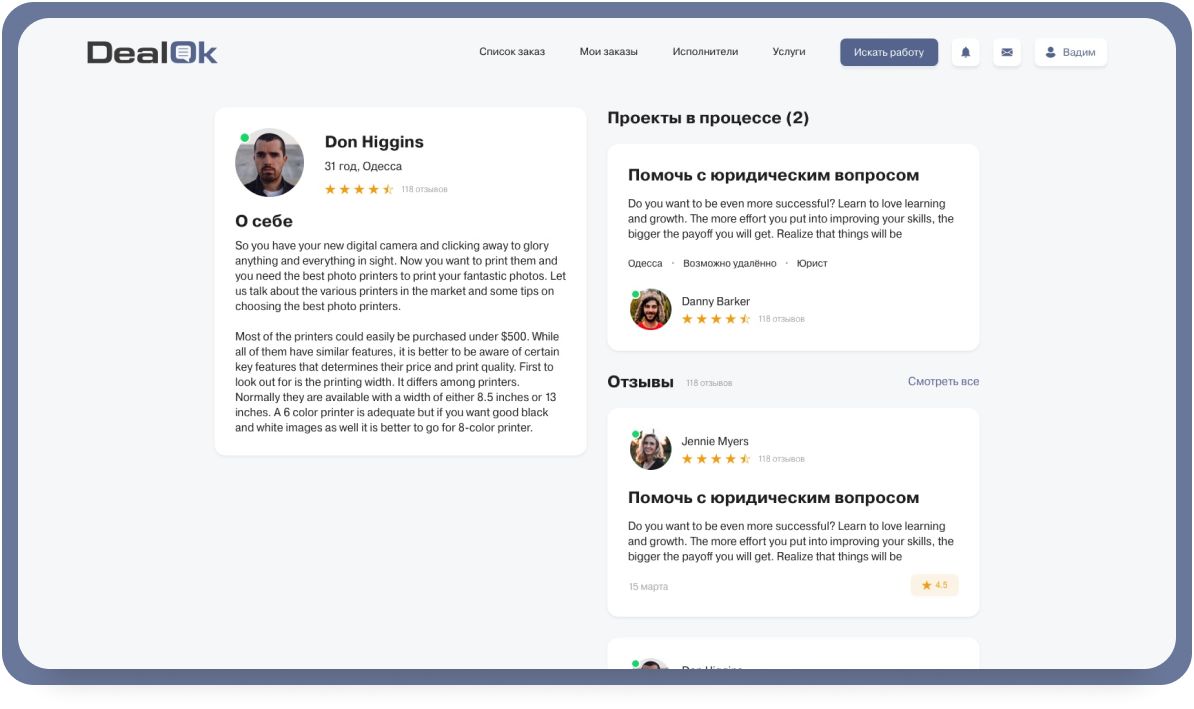 DealOk
Список заказ
Мои заказы
Исполнители
Услуги
Искать работу
Вадим
Don Higgins
31 год, Одесса
118 отзывов
О себе
So you have your new digital camera and clicking away to glory
anything and everything in sight. Now you want to print them and
you need the best photo printers to print your fantastic photos. Let
us talk about the various printers in the market and some tips on
choosing the best photo printers.
Most of the printers could easily be purchased under $500. While
all of them have similar features, it is better to be aware of certain
key features that determines their price and print quality. First to
look out for is the printing width. It differs among printers.
Normally they are available with a width of either 8.5 inches or 13
inches. A 6 color printer is adequate but if you want good black
and white images as well it is better to go for 8-color printer.
Проекты в процессе (2)
Помочь с юридическим вопросом
Do you want to be even more successful? Learn to love learning
and growth. The more effort you put into improving your skills, the
bigger the payoff you will get. Realize that things will be
Одесса · Возможно удалённо · Юрист
Danny Barker
118 отзывов
Отзывы
118 отзывов
Смотреть все
Jennie Myers
118 отзывов
Помочь с юридическим вопросом
Do you want to be even more successful? Learn to love learning
and growth. The more effort you put into improving your skills, the
bigger the payoff you will get. Realize that things will be
15 марта
4.5
Don Higgins